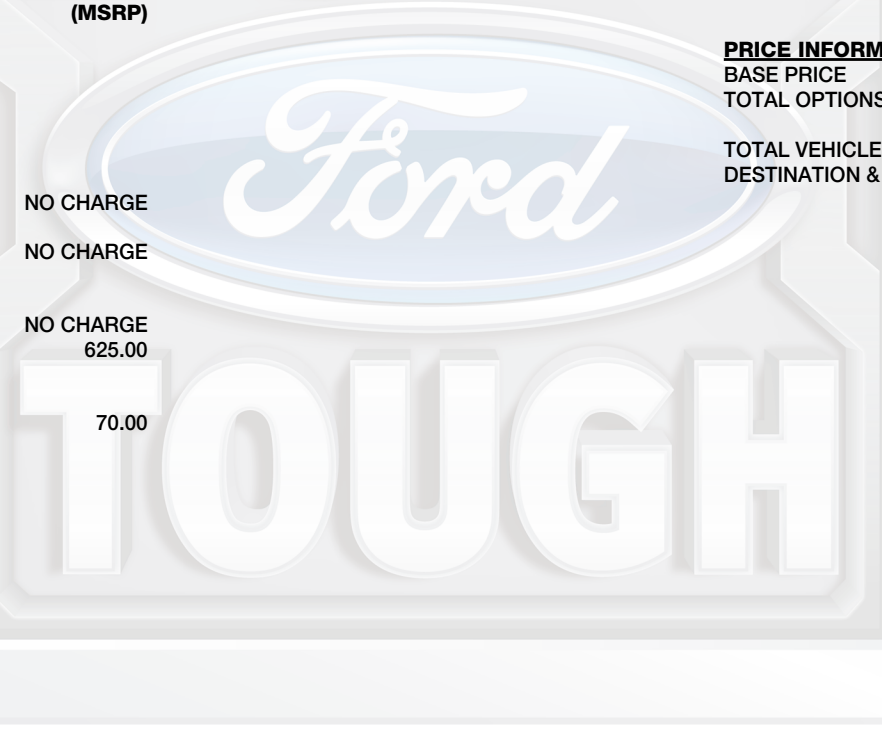 (MSRP)
NO CHARGE
NO CHARGE
NO CHARGE
625.00
70.00
PRICE INFORM
BASE PRICE
TOTAL OPTIONS
TOTAL VEHICLE
DESTINATION &
Ford
TOUGH